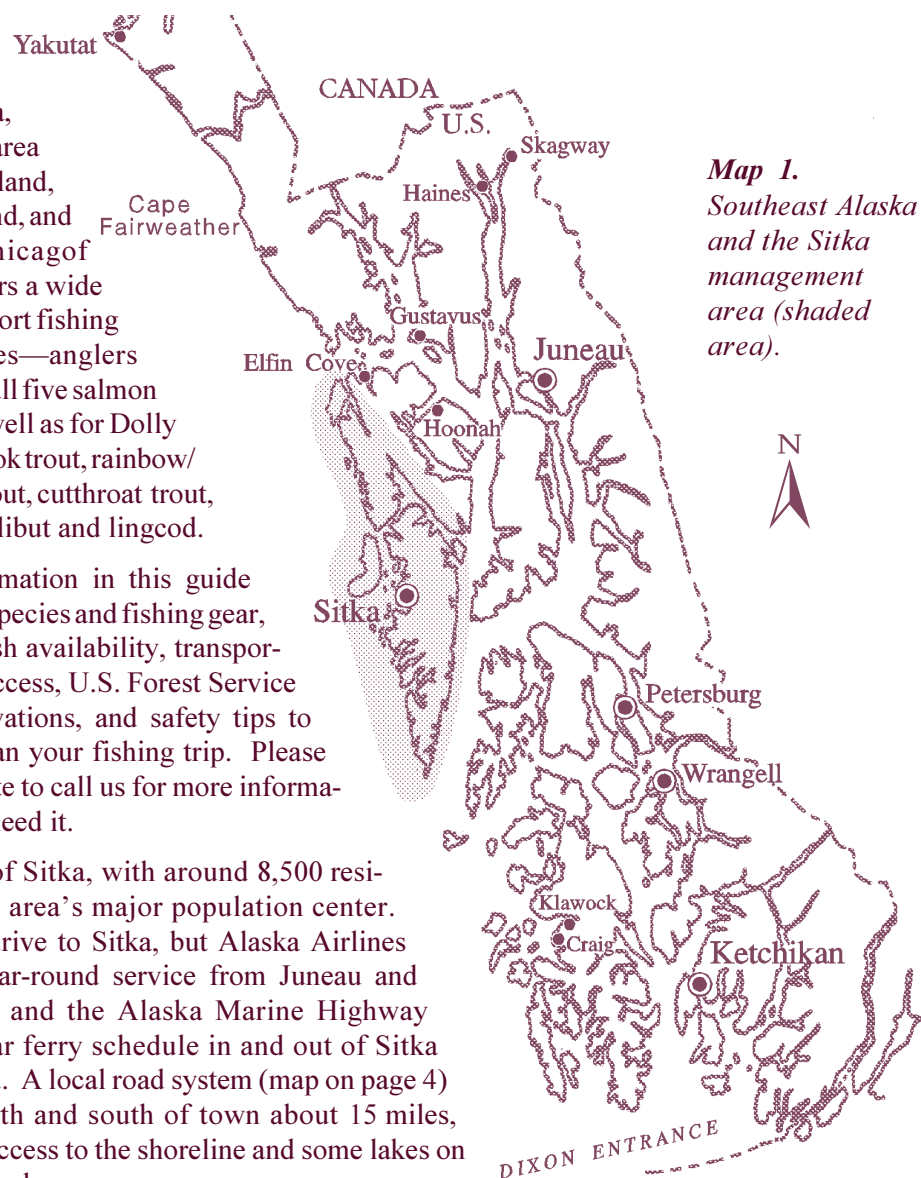 Yakutat
CANADA
U.S.
Skagway
Haines
Cape
Fairweather
Gustavus
Elfin Cove
Juneau
Hoonah
Sitka
Petersburg
Wrangell
Klawock
Craig
Ketchikan
DIXON ENTRANCE
N
Map 1.
Southeast Alaska
and the Sitka
management
area (shaded
area).
area
land,
nd, and
hicagof
rs a wide
ort fishing
es—anglers
ll five salmon
well as for Dolly
ok trout, rainbow/
out, cutthroat trout,
libut and lingcod.
rmation in this guide
species and fishing gear,
sh availability, transpor-
ccess, U.S. Forest Service
vations, and safety tips to
an your fishing trip. Please
te to call us for more informa-
need it.
of Sitka, with around 8,500 resi-
area's major population center.
rive to Sitka, but Alaska Airlines
ar-round service from Juneau and
and the Alaska Marine Highway
ar ferry schedule in and out of Sitka
. A local road system (map on page 4)
th and south of town about 15 miles,
ccess to the shoreline and some lakes on